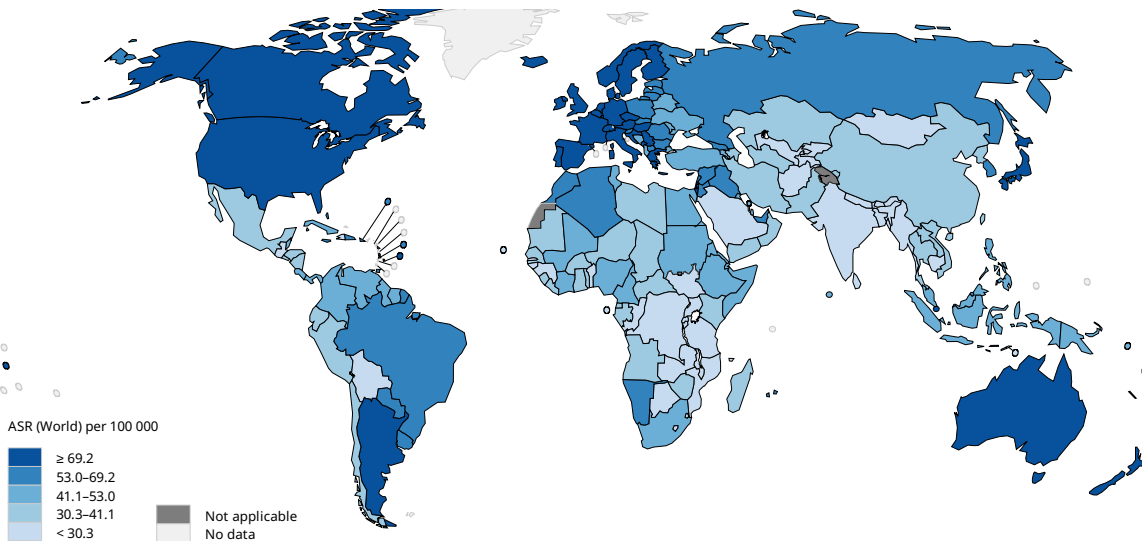 ASR (World) per 100 000
≥ 69.2
53.0–69.2
41.1–53.0
30.3–41.1
< 30.3
Not applicable
No data